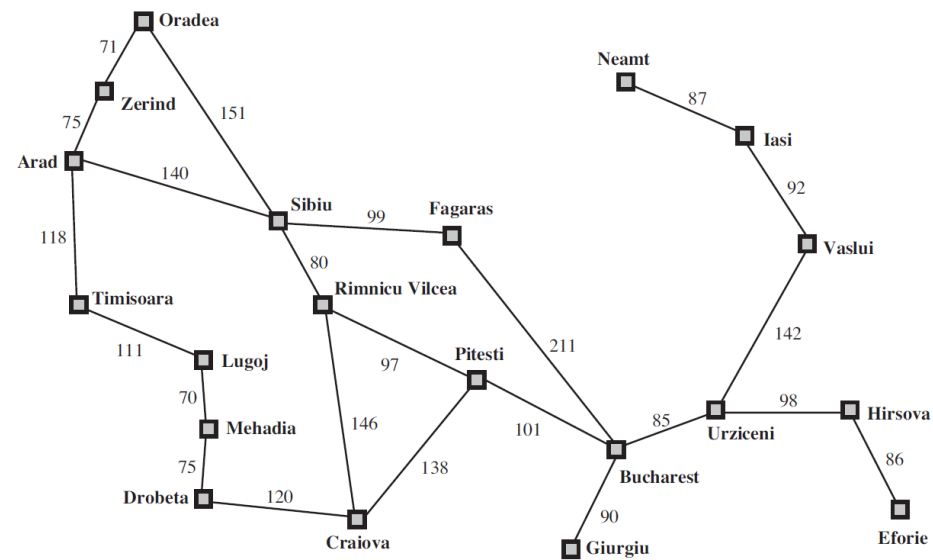 Oradea
71
Neamt
Zerind
87
151
75
Iasi
Arad
140
92
Sibiu
Fagaras
99
118
Vaslui
80
Timisoara
Rimnicu Vilcea
142
111
Lugoj
97
Pitesti
211
70
98
Hirsova
Mehadia
146
101
85
Urziceni
86
75
138
Bucharest
Drobeta
120
90
Craiova
Eforie
Giurgiu